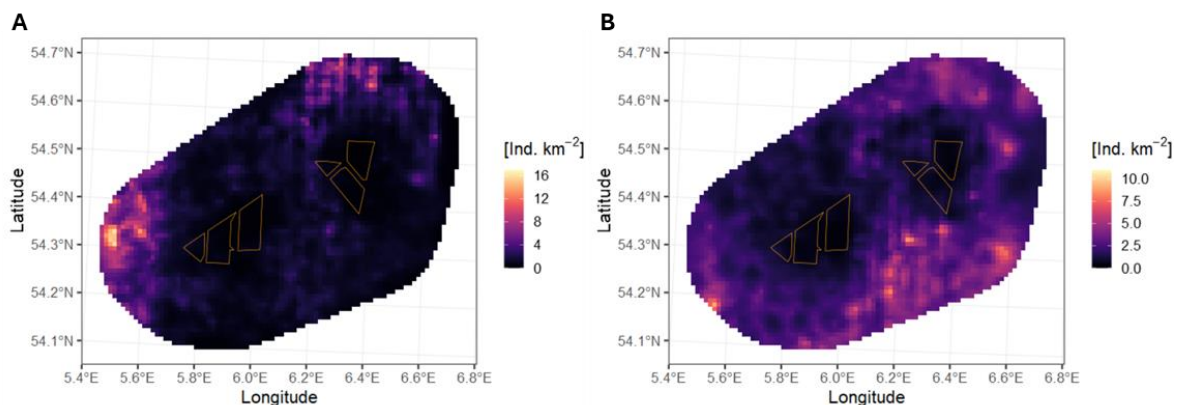 A
54.7°N
54.6°N
54.5°N
54.4°N
54.3°N
54.2°N
54.1°N
Latitude
5.4°E 5.6°E 5.8°E 6.0°E 6.2°E 6.4°E 6.6°E 6.8°E
Longitude
[Ind. km−2]
16
12
8
4
0
B
54.7°N
54.6°N
54.5°N
54.4°N
54.3°N
54.2°N
54.1°N
Latitude
5.4°E 5.6°E 5.8°E 6.0°E 6.2°E 6.4°E 6.6°E 6.8°E
Longitude
[Ind. km−2]
10.0
7.5
5.0
2.5
0.0